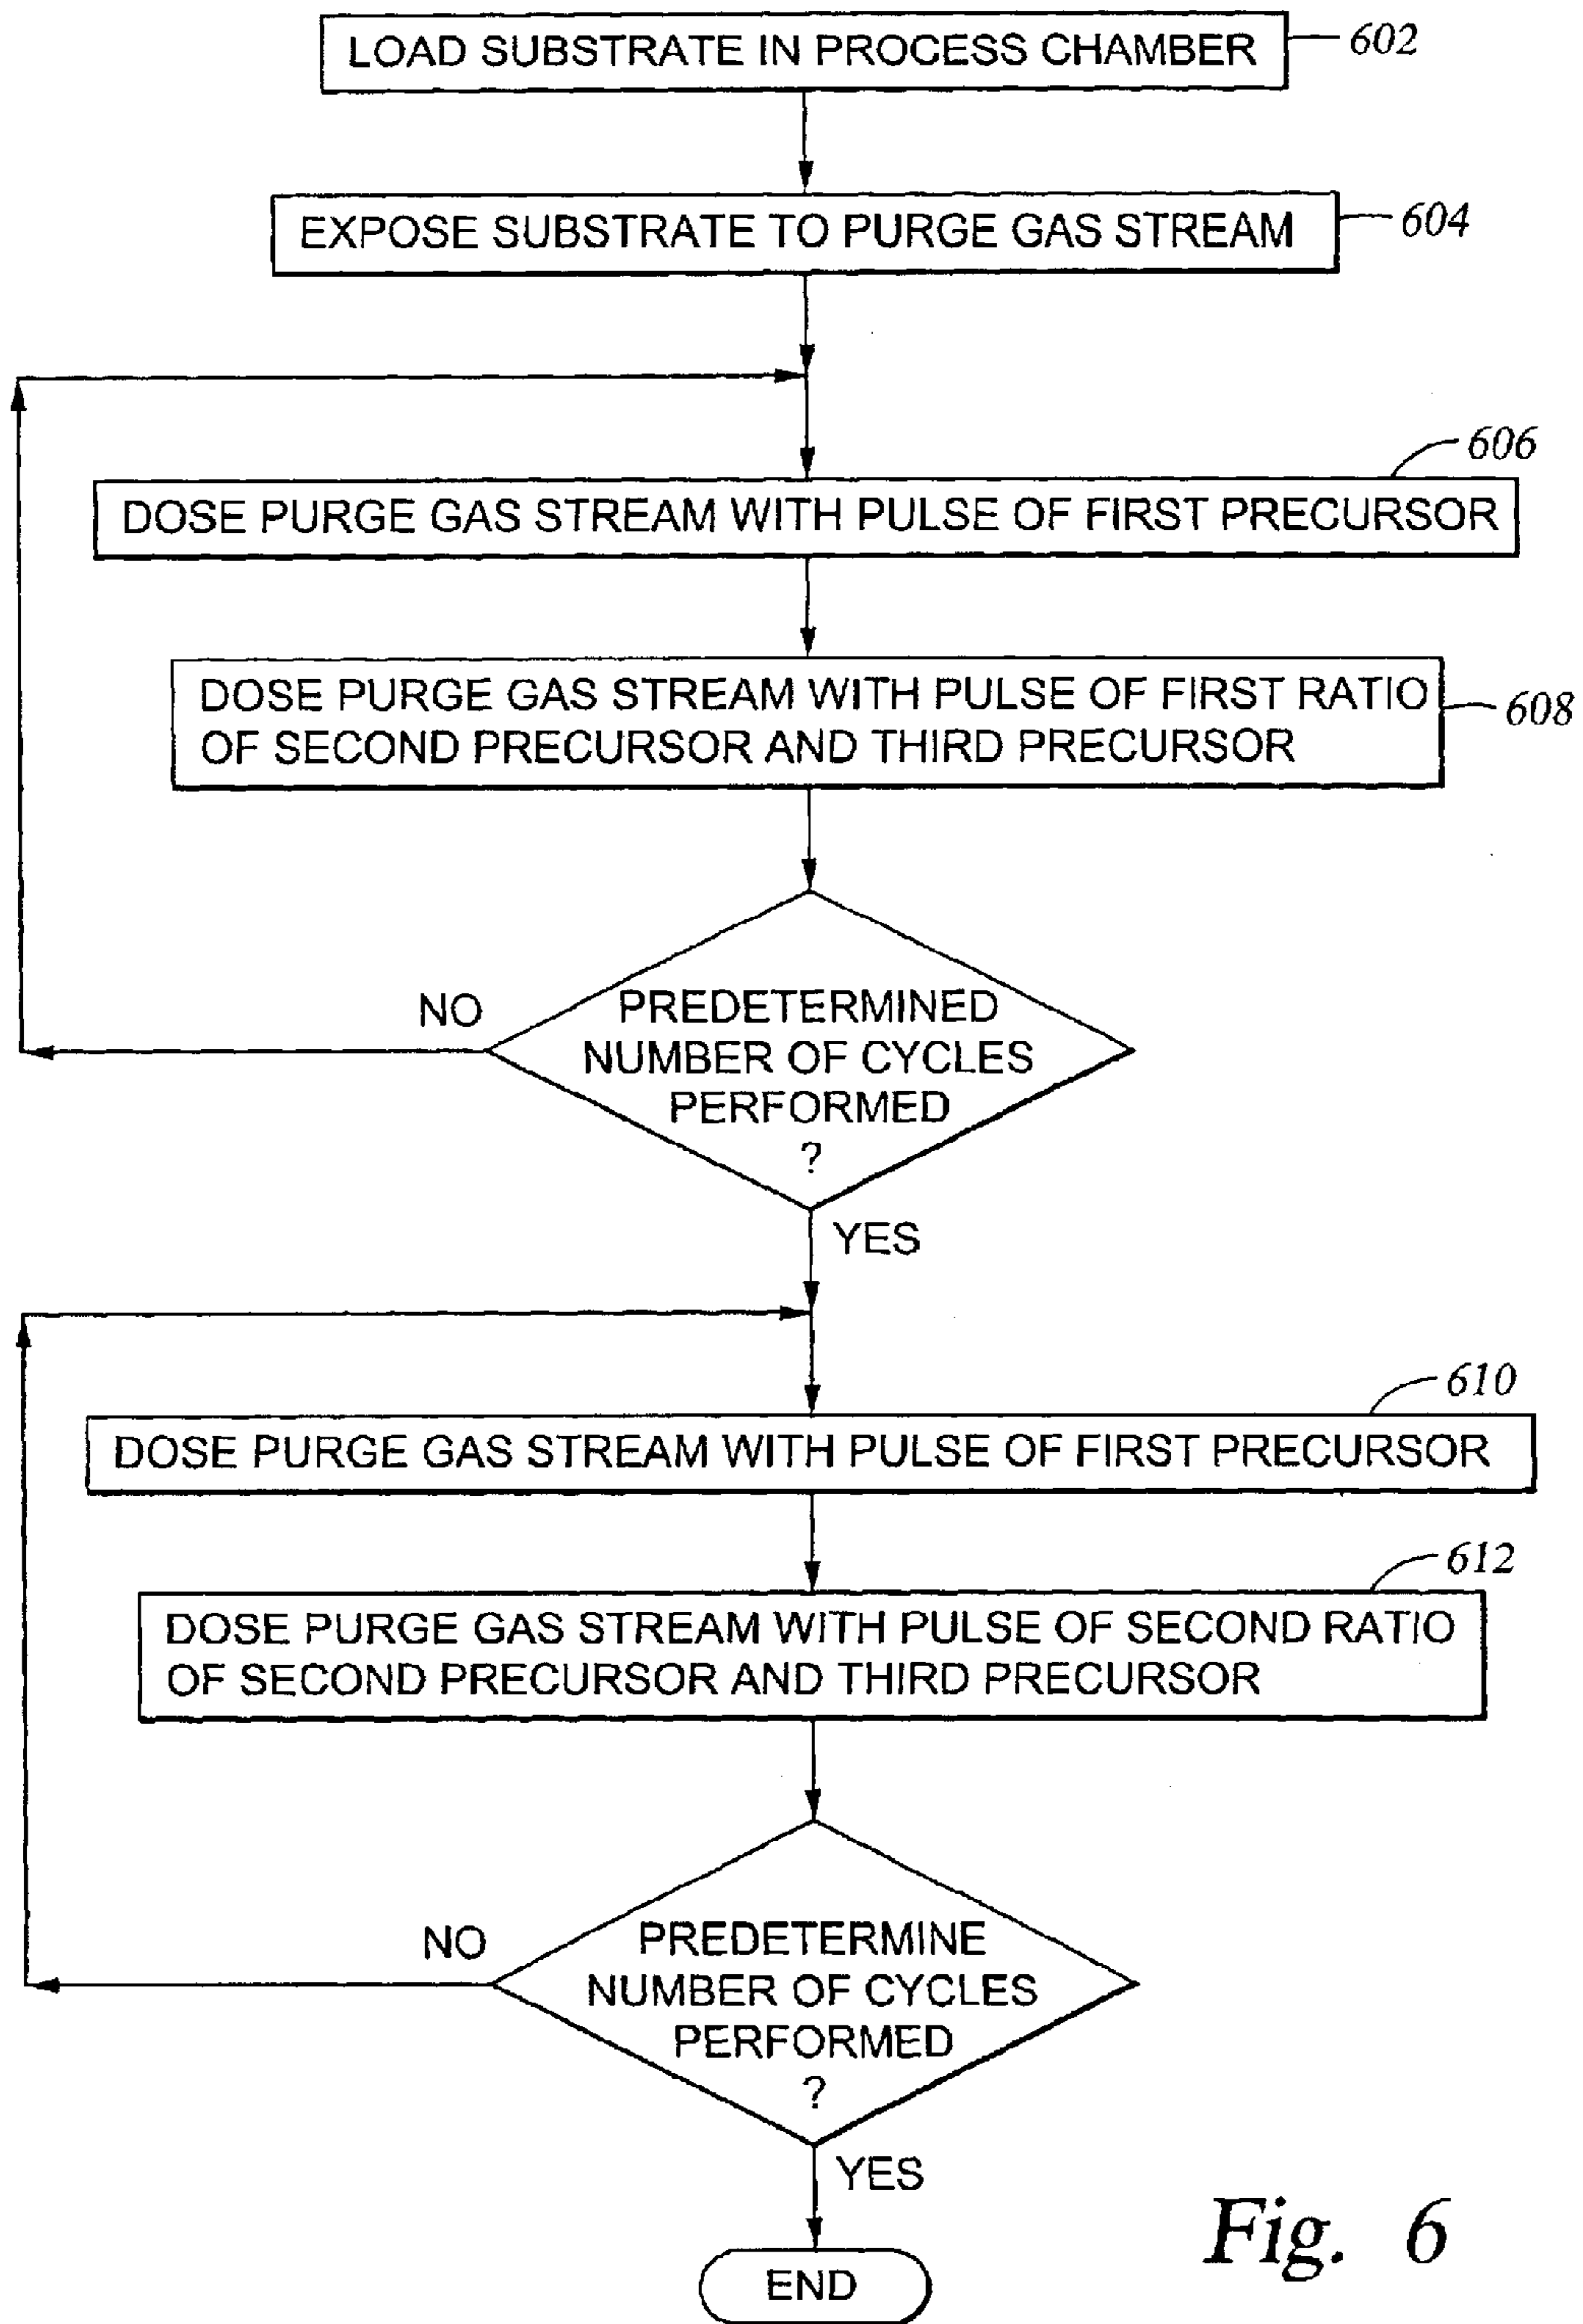 LOAD SUBSTRATE IN PROCESS CHAMBER
602
EXPOSE SUBSTRATE TO PURGE GAS STREAM
604
606
DOSE PURGE GAS STREAM WITH PULSE OF FIRST PRECURSOR
DOSE PURGE GAS STREAM WITH PULSE OF FIRST RATIO
OF SECOND PRECURSOR AND THIRD PRECURSOR
608
NO
PREDETERMINED
NUMBER OF CYCLES
PERFORMED
?
YES
610
DOSE PURGE GAS STREAM WITH PULSE OF FIRST PRECURSOR
612
DOSE PURGE GAS STREAM WITH PULSE OF SECOND RATIO
OF SECOND PRECURSOR AND THIRD PRECURSOR
NO
PREDETERMINE
NUMBER OF CYCLES
PERFORMED
?
YES
END
Fig. 6